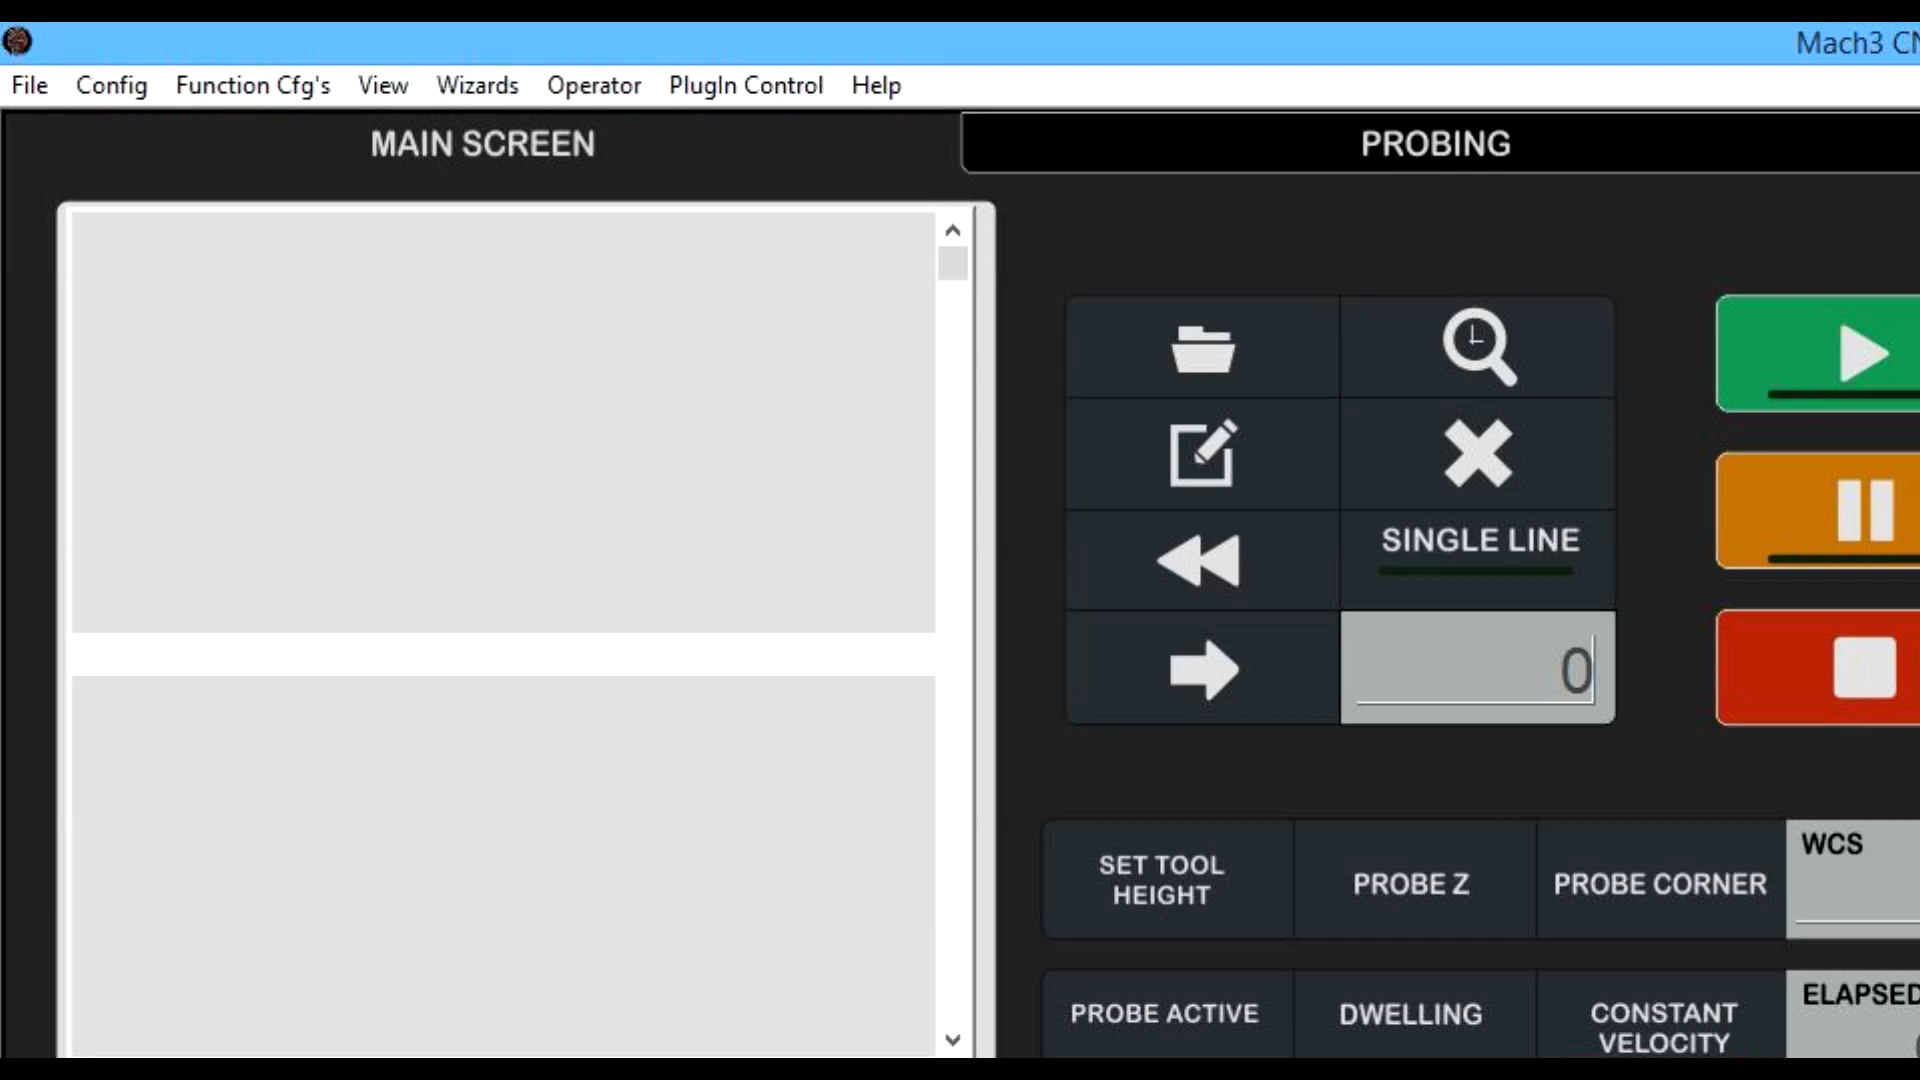 Mach3 CN
File Config Function Cfg's View Wizards Operator PlugIn Control Help
MAIN SCREEN
PROBING
SINGLE LINE
0
SET TOOL
HEIGHT
PROBE Z
PROBE CORNER
WCS
PROBE ACTIVE
DWELLING
CONSTANT
VELOCITY
ELAPSED